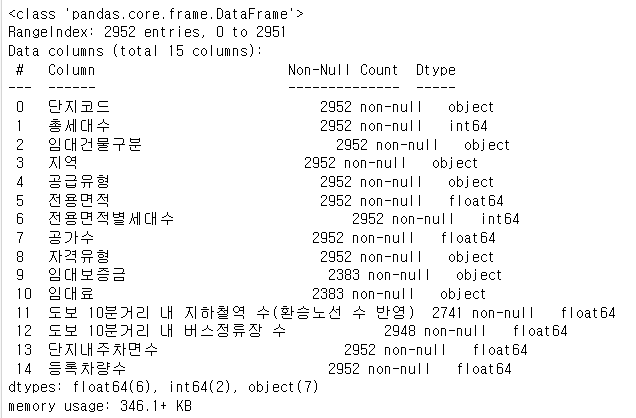 <class 'pandas.core.frame.DataFrame'>
RangeIndex: 2952 entries, 0 to 2951
Data columns (total 15 columns):
 #   Column                        Non-Null Count  Dtype
---  ------                        --------------  -----
 0   단지코드                          2952 non-null   object
 1   총세대수                          2952 non-null   int64
 2   임대건물구분                        2952 non-null   object
 3   지역                            2952 non-null   object
 4   공급유형                          2952 non-null   object
 5   전용면적                          2952 non-null   float64
 6   전용면적별세대수                      2952 non-null   int64
 7   공가수                           2952 non-null   float64
 8   자격유형                          2952 non-null   object
 9   임대보증금                         2383 non-null   object
 10  임대료                           2383 non-null   object
 11  도보 10분거리 내 지하철역 수(환승노선 수 반영)  2741 non-null   float64
 12  도보 10분거리 내 버스정류장 수            2948 non-null   float64
 13  단지내주차면수                       2952 non-null   float64
 14  등록차량수                         2952 non-null   float64
dtypes: float64(6), int64(2), object(7)
memory usage: 346.1+ KB